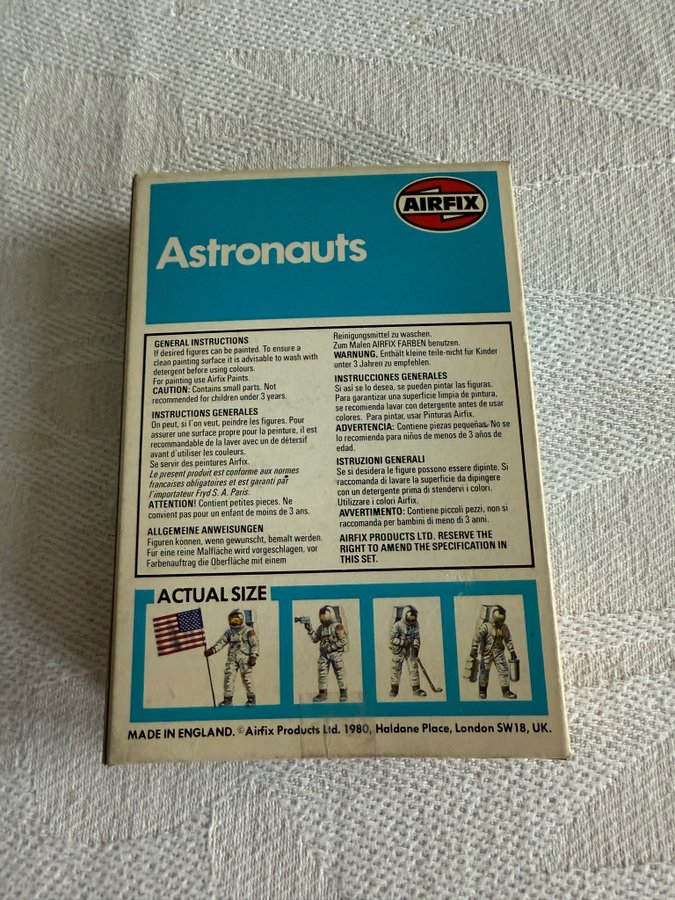 AIRFIX
Astronauts
GENERAL INSTRUCTIONS
If desired figures can be painted. To ensure a
clean painting surface it is advisable to wash with
detergent before using colours.
For painting use Airfix Paints.
CAUTION: Contains small parts. Not
recommended for children under 3 years.
INSTRUCTIONS GENERALES
On peut, si l'on veut, peindre les figures. Pour
assurer une surface propre pour la peinture, il est
recommandable de la laver avec un de détersif
avant d'utiliser les couleurs.
Se servir des peintures Airfix.
Le present produit est conforme aux normes
francaises obligatoires et est garanti par
l'importateur Fryd S. A. Paris.
ATTENTION! Contient petites pieces. Ne
convient pas pour un enfant de moins de 3 ans.
ALLGEMEINE ANWEISUNGEN
Figuren können, wenn gewunscht, bemalt werden.
Für eine reine Malfläche wird vorgeschlagen, vor
Farbenauftrag die Oberfläche mit einem
Reinigungsmittel zu waschen.
Zum Malen AIRFIX FARBEN benutzen.
WARNUNG. Enthält kleine teile-nicht für Kinder
unter 3 Jahren zu empfehlen.
INSTRUCCIONES GENERALES
Si así se lo desea, se pueden pintar las figuras.
Para garantizar una superficie limpia de pintura,
se recomienda lavar con detergente antes de usar
colores. Para pintar, usar Pinturas Airfix.
ADVERTENCIA: Contiene piezas pequeñas. No se
lo recomienda para niños de menos de 3 años de
edad.
ISTRUZIONI GENERALI
Se si desidera le figure possono essere dipinte. Si
raccomanda di lavare la superficie da dipingere
con un detergente prima di stendervi i colori.
Utilizzare i colori Airfix.
AVVERTIMENTO: Contiene piccoli pezzi, non si
raccomanda per bambini di meno di 3 anni.
AIRFIX PRODUCTS LTD. RESERVE THE
RIGHT TO AMEND THE SPECIFICATION IN
THIS SET.
ACTUAL SIZE
MADE IN ENGLAND. ©Airfix Products Ltd. 1980, Haldane Place, London SW18, UK.